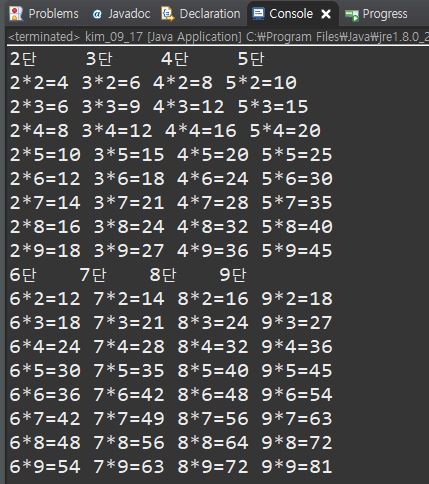 Problems Javadoc Declaration Console Progress
<terminated> kim_09_17 [Java Application] C:₩Program Files₩Java₩jre1.8.0_2
2단 3단 4단 5단
2*2=4 3*2=6 4*2=8 5*2=10
2*3=6 3*3=9 4*3=12 5*3=15
2*4=8 3*4=12 4*4=16 5*4=20
2*5=10 3*5=15 4*5=20 5*5=25
2*6=12 3*6=18 4*6=24 5*6=30
2*7=14 3*7=21 4*7=28 5*7=35
2*8=16 3*8=24 4*8=32 5*8=40
2*9=18 3*9=27 4*9=36 5*9=45
6단 7단 8단 9단
6*2=12 7*2=14 8*2=16 9*2=18
6*3=18 7*3=21 8*3=24 9*3=27
6*4=24 7*4=28 8*4=32 9*4=36
6*5=30 7*5=35 8*5=40 9*5=45
6*6=36 7*6=42 8*6=48 9*6=54
6*7=42 7*7=49 8*7=56 9*7=63
6*8=48 7*8=56 8*8=64 9*8=72
6*9=54 7*9=63 8*9=72 9*9=81